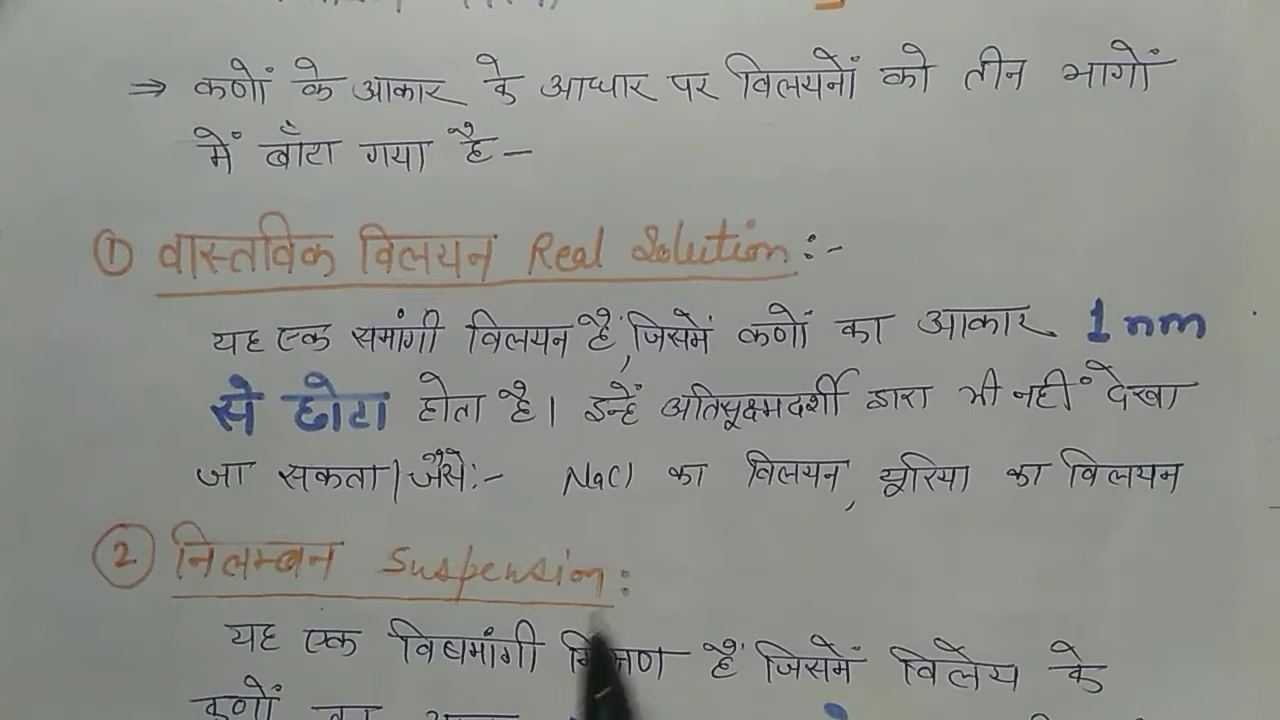 ⇒ कणों के आकार के आधार पर विलयनों को तीन भागों
में बाँटा गया है –
① वास्तविक विलयन Real Solution :-
यह एक समांगी विलयन है, जिसमें कणों का आकार 1 nm
से छोटा होता है। इन्हें अतिसूक्ष्मदर्शी द्वारा भी नहीं देखा
जा सकता। जैसे:- NaCl का विलयन, यूरिया का विलयन
② निलम्बन Suspension :
यह एक विषमांगी मिश्रण है जिसमें विलेय के
कणों का